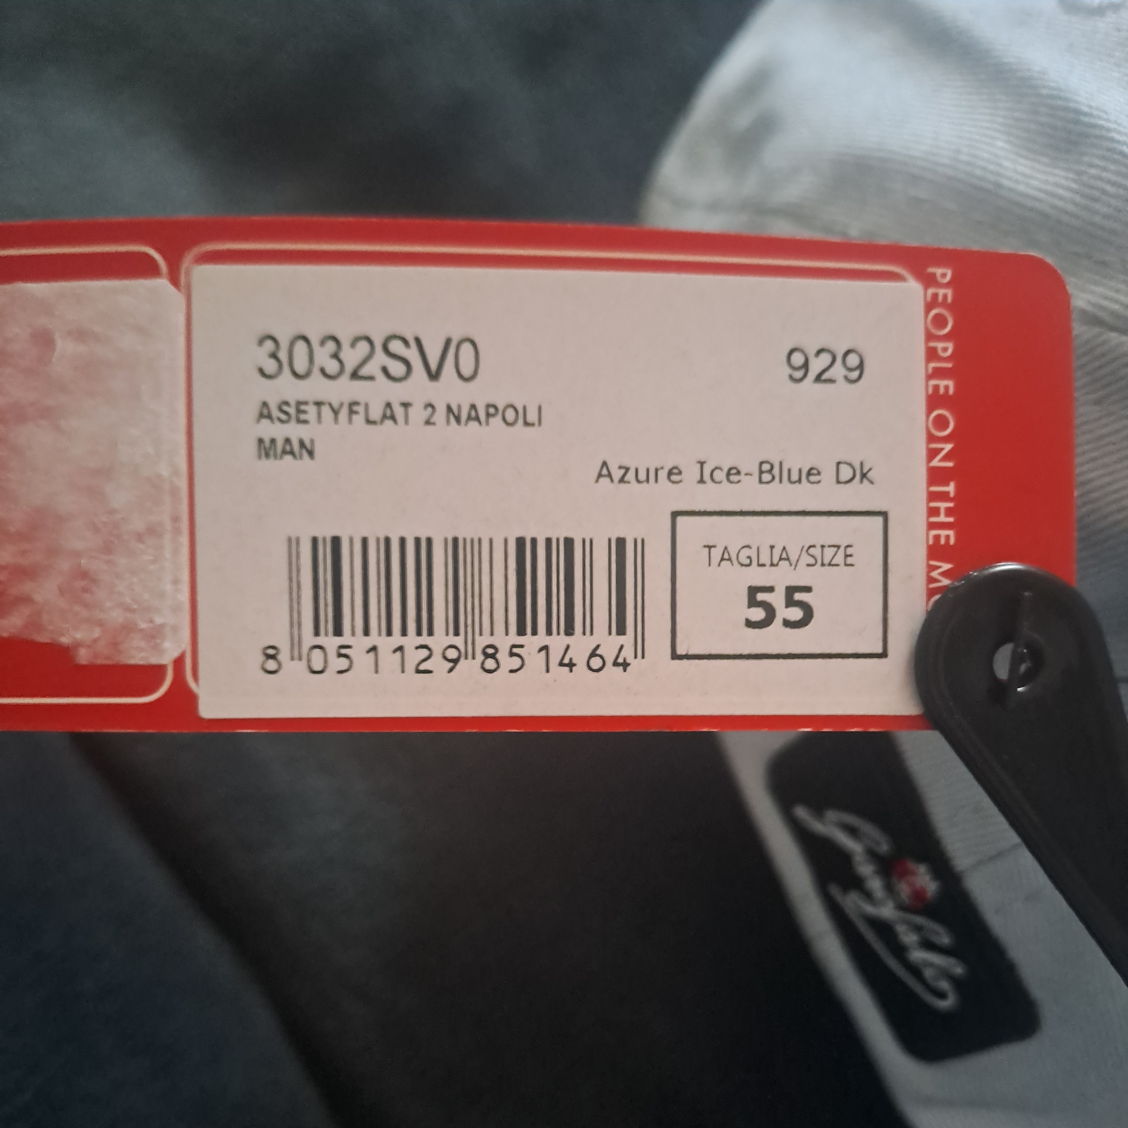 3032SV0 929
ASETYFLAT 2 NAPOLI
MAN
Azure Ice-Blue Dk
TAGLIA/SIZE
55
8 051129 851464
PEOPLE ON THE